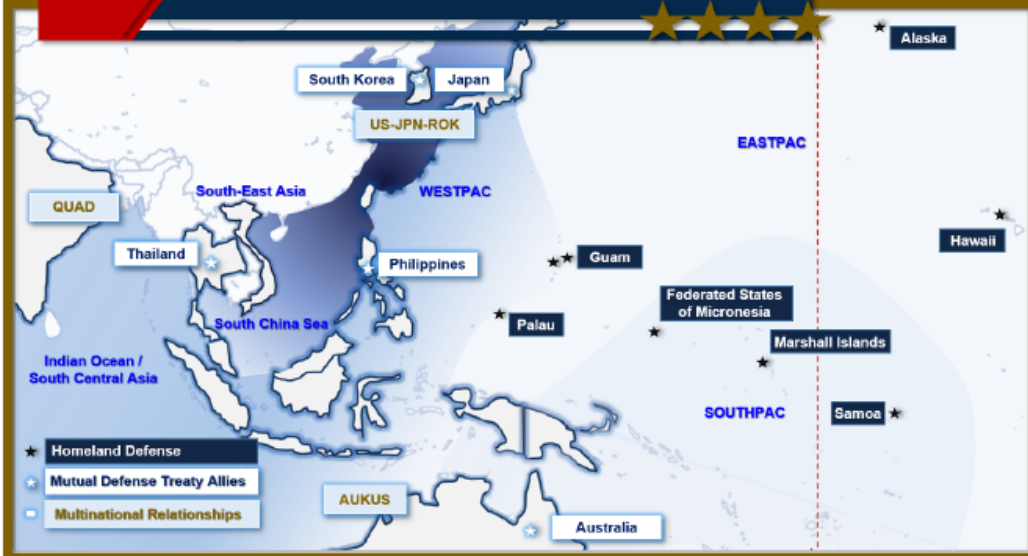 Alaska
South Korea
Japan
US-JPN-ROK
EASTPAC
South-East Asia
WESTPAC
QUAD
Hawaii
Thailand
Philippines
Guam
Federated States
of Micronesia
South China Sea
Palau
Marshall Islands
Indian Ocean /
South Central Asia
SOUTHPAC
Samoa
Homeland Defense
Mutual Defense Treaty Allies
Multinational Relationships
AUKUS
Australia